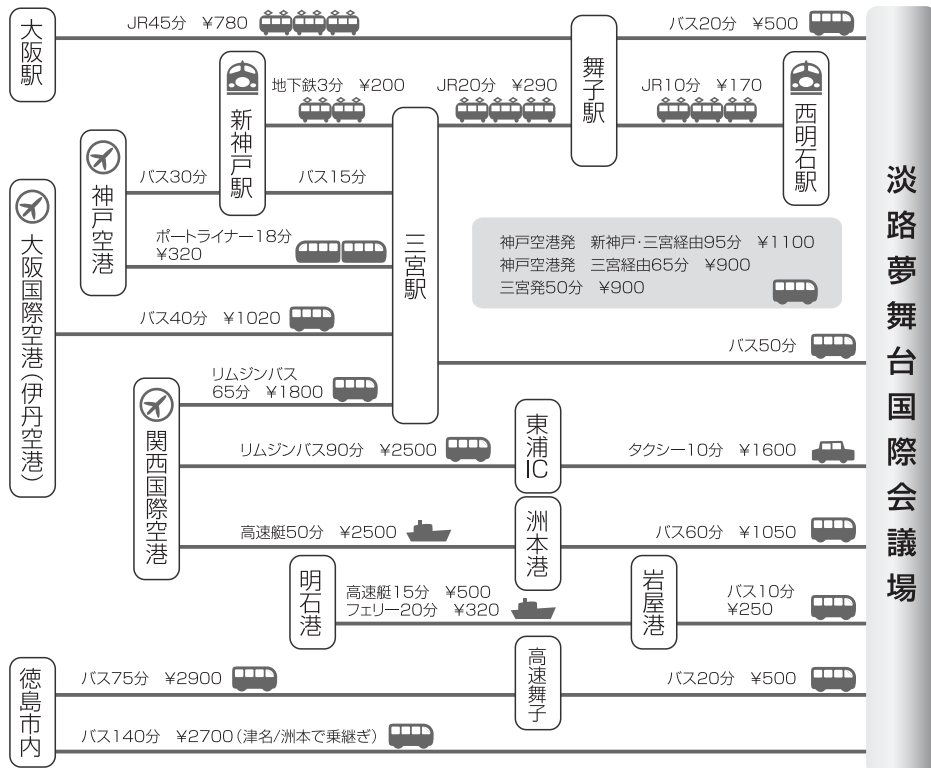 大阪駅
JR45分 ¥780
舞子駅
バス20分 ¥500
新神戸駅
地下鉄3分 ¥200
JR20分 ¥290
JR10分 ¥170
西明石駅
神戸空港
バス30分
バス15分
三宮駅
ポートライナー18分
¥320
神戸空港発 新神戸・三宮経由95分 ¥1100
神戸空港発 三宮経由65分 ¥900
三宮発50分 ¥900
大阪国際空港(伊丹空港)
バス40分 ¥1020
バス50分
関西国際空港
リムジンバス
65分 ¥1800
リムジンバス90分 ¥2500
東浦IC
タクシー10分 ¥1600
高速艇50分 ¥2500
洲本港
バス60分 ¥1050
明石港
高速艇15分 ¥500
フェリー20分 ¥320
岩屋港
バス10分
¥250
徳島市内
バス75分 ¥2900
高速舞子
バス20分 ¥500
バス140分 ¥2700(津名/洲本で乗継ぎ)
淡路夢舞台国際会議場